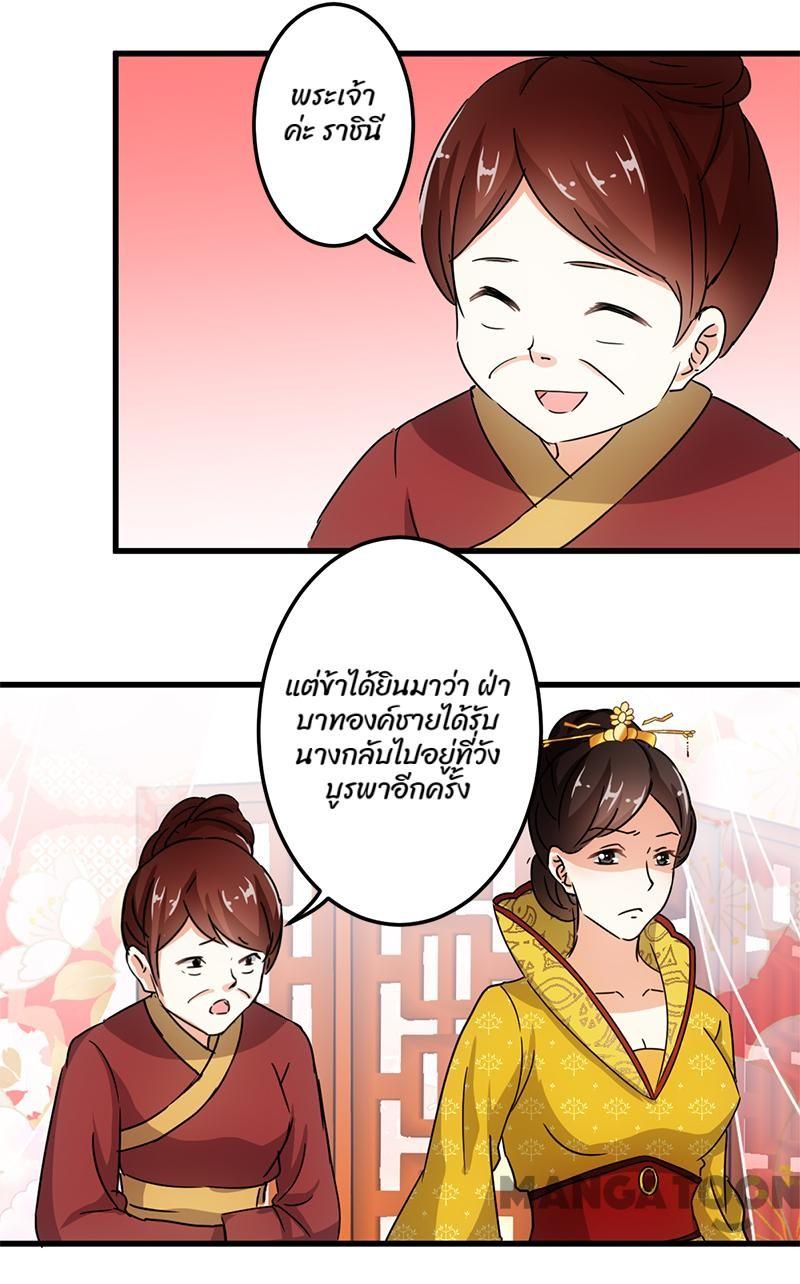 พระเจ้า
ค่ะ ราชินี
แต่ข้าได้ยินมาว่า ฝ่า
บาทองค์ชายได้รับ
นางกลับไปอยู่ที่วัง
บูรพาอีกครั้ง
MANGATOON